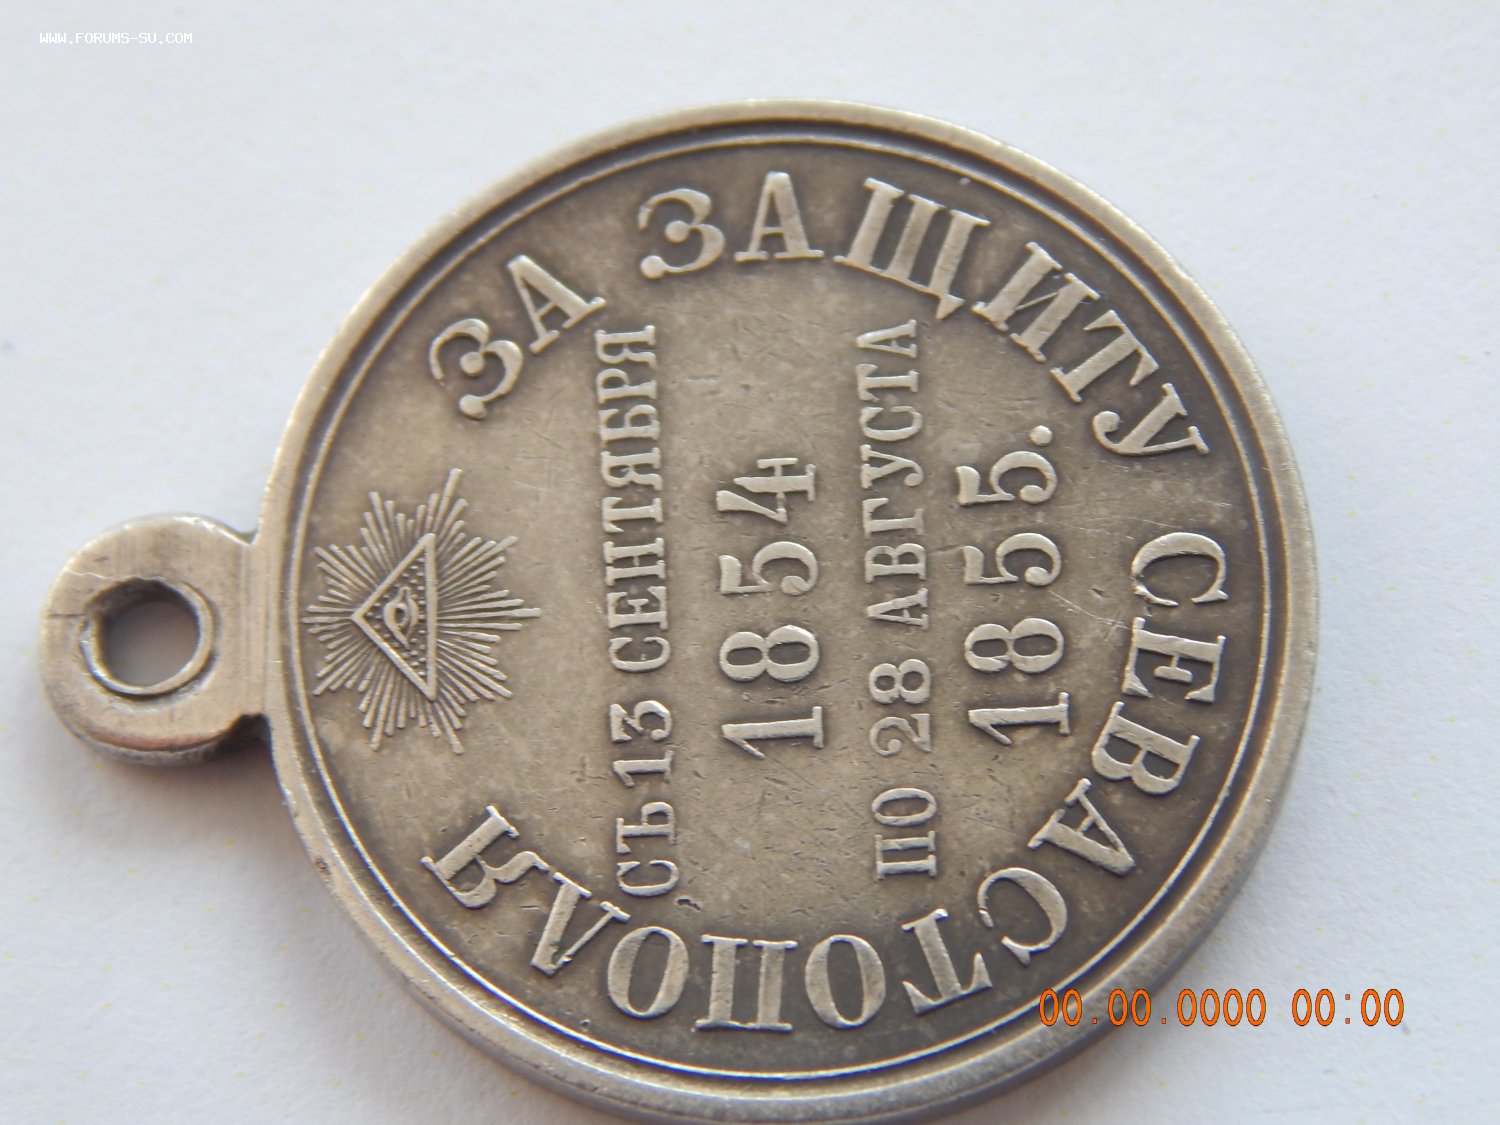 WWW.FORUMS-SU.COM
ЗА ЗАЩИТУ СЕВАСТОПОЛЯ
СЪ 13 СЕНТЯБРЯ
1854
ПО 28 АВГУСТА
1855.
00.00.0000 00:00